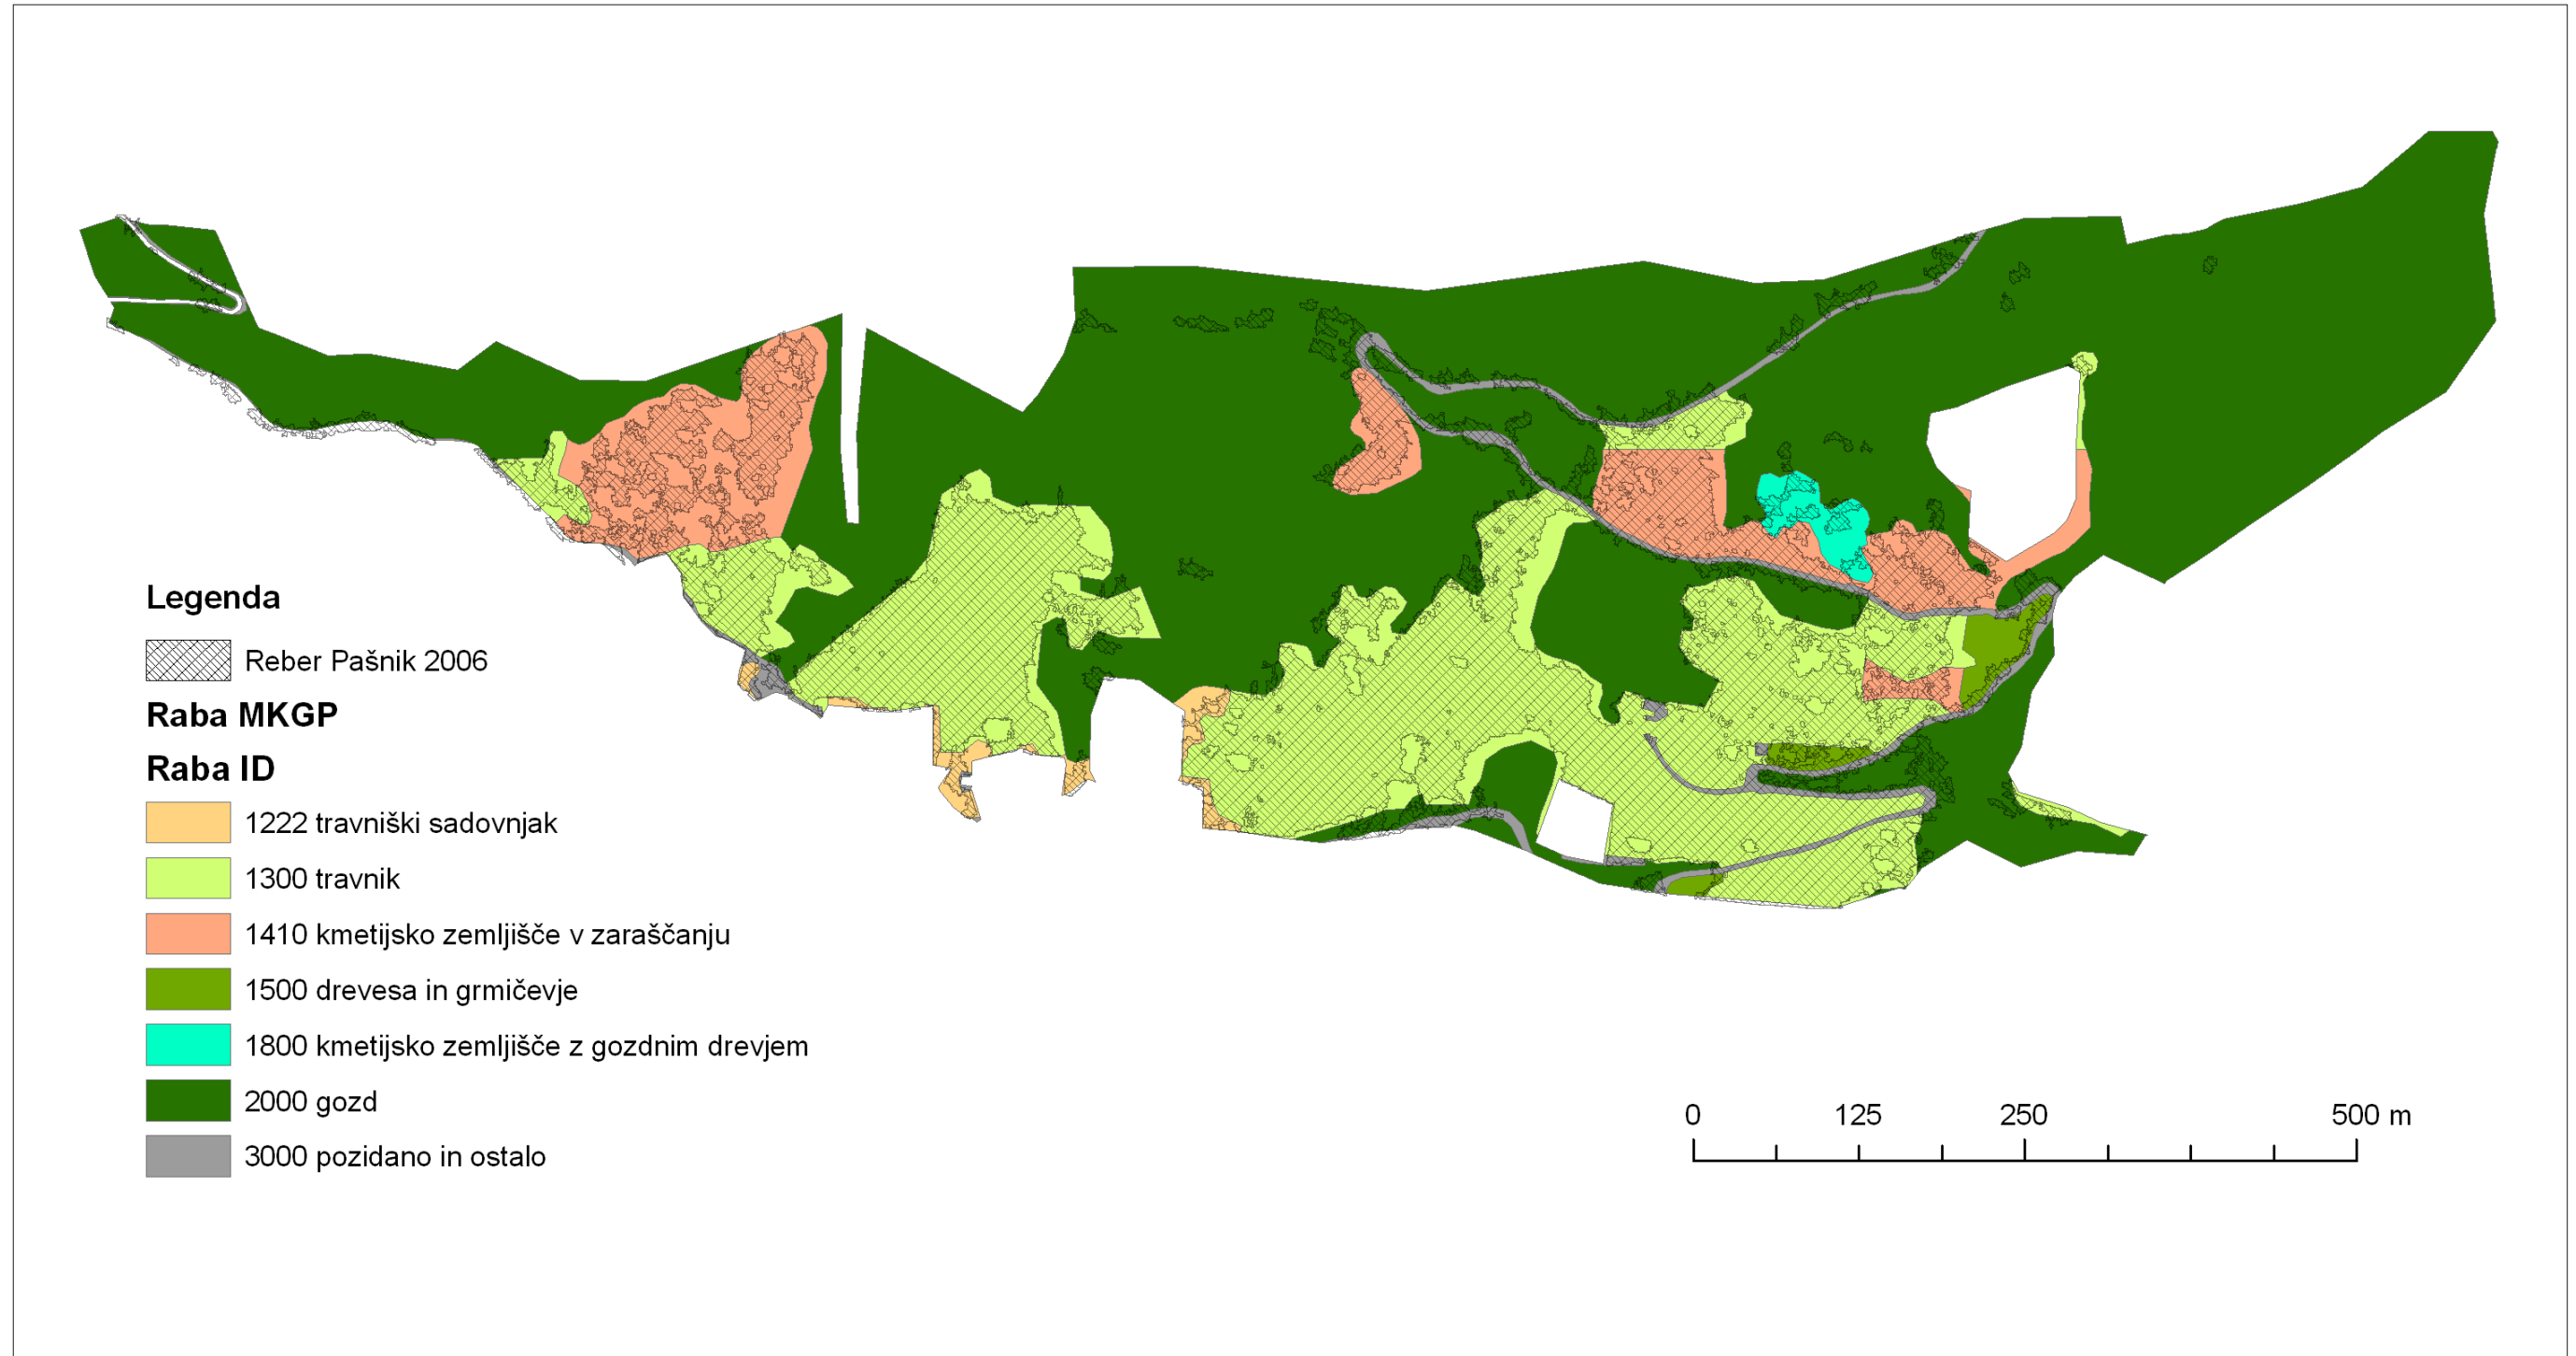 Legenda
Reber Pašnik 2006
Raba MKGP
Raba ID
1222 travniški sadovnjak
1300 travnik
1410 kmetijsko zemljišče v zaraščanju
1500 drevesa in grmičevje
1800 kmetijsko zemljišče z gozdnim drevjem
2000 gozd
3000 pozidano in ostalo
0 125 250 500 m